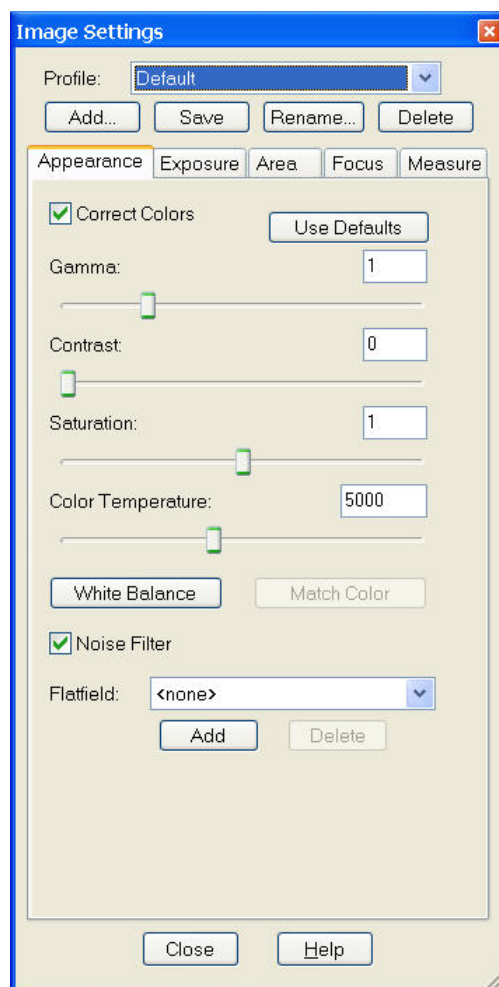 Image Settings
Profile: Default
Add... Save Rename... Delete
Appearance Exposure Area Focus Measure
Correct Colors Use Defaults
Gamma: 1
Contrast: 0
Saturation: 1
Color Temperature: 5000
White Balance Match Color
Noise Filter
Flatfield: <none>
Add Delete
Close Help